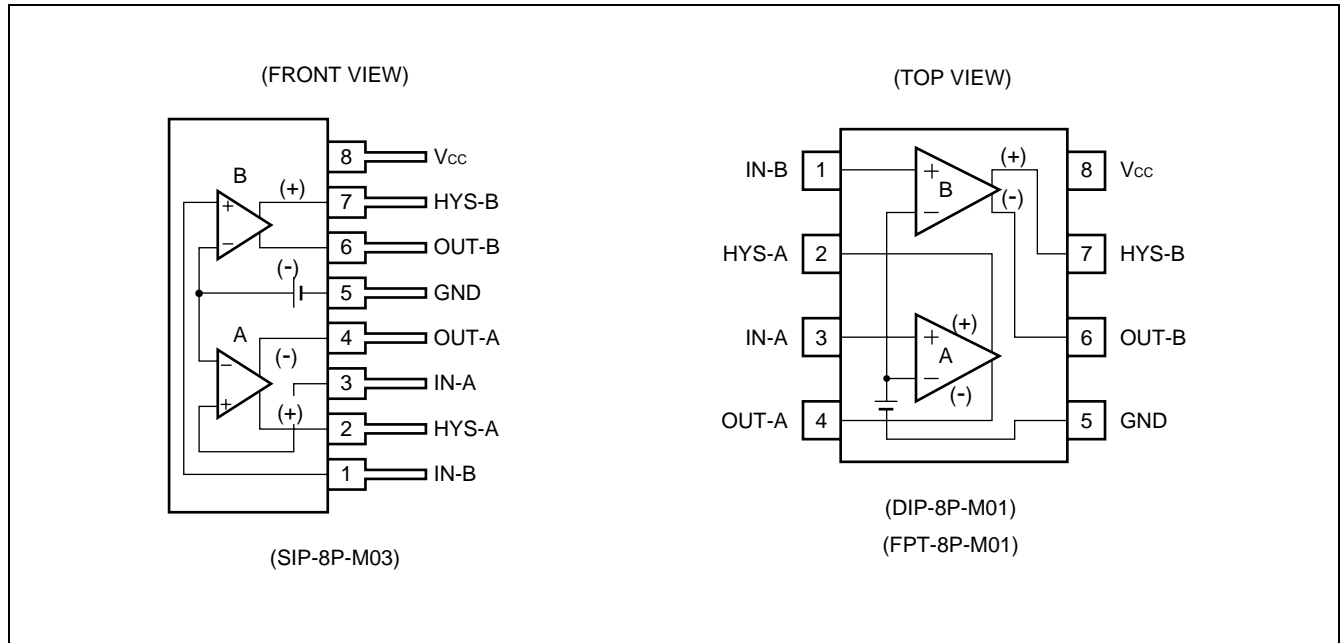 (FRONT VIEW)
B
(+)
+
−
(-)
A
(-)
−
+
(+)
8 Vcc
7 HYS-B
6 OUT-B
5 GND
4 OUT-A
3 IN-A
2 HYS-A
1 IN-B
(SIP-8P-M03)
(TOP VIEW)
IN-B 1
HYS-A 2
IN-A 3
OUT-A 4
+
B
−
(+)
(-)
+
A
−
(+)
(-)
8 Vcc
7 HYS-B
6 OUT-B
5 GND
(DIP-8P-M01)
(FPT-8P-M01)